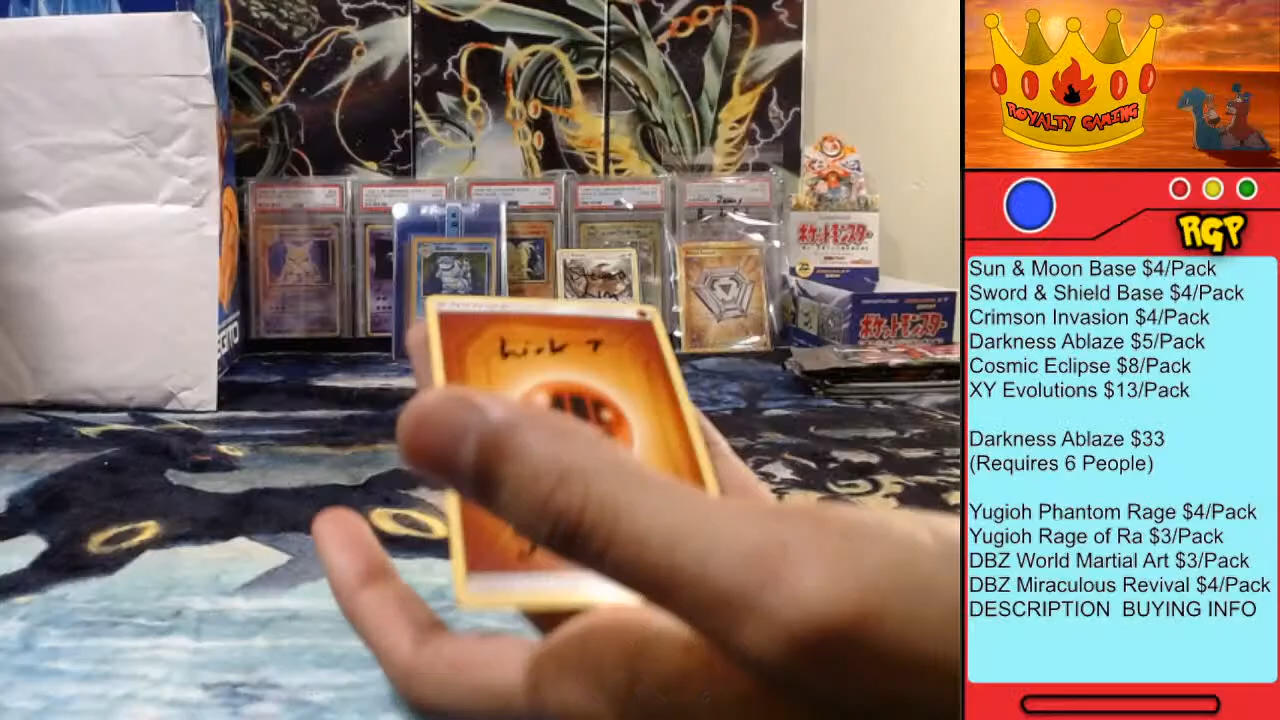 ROYALTY GAMING
RGP
Sun & Moon Base $4/Pack
Sword & Shield Base $4/Pack
Crimson Invasion $4/Pack
Darkness Ablaze $5/Pack
Cosmic Eclipse $8/Pack
XY Evolutions $13/Pack
Darkness Ablaze $33
(Requires 6 People)
Yugioh Phantom Rage $4/Pack
Yugioh Rage of Ra $3/Pack
DBZ World Martial Art $3/Pack
DBZ Miraculous Revival $4/Pack
DESCRIPTION BUYING INFO
ポケットモンスター
ポケットモンスター